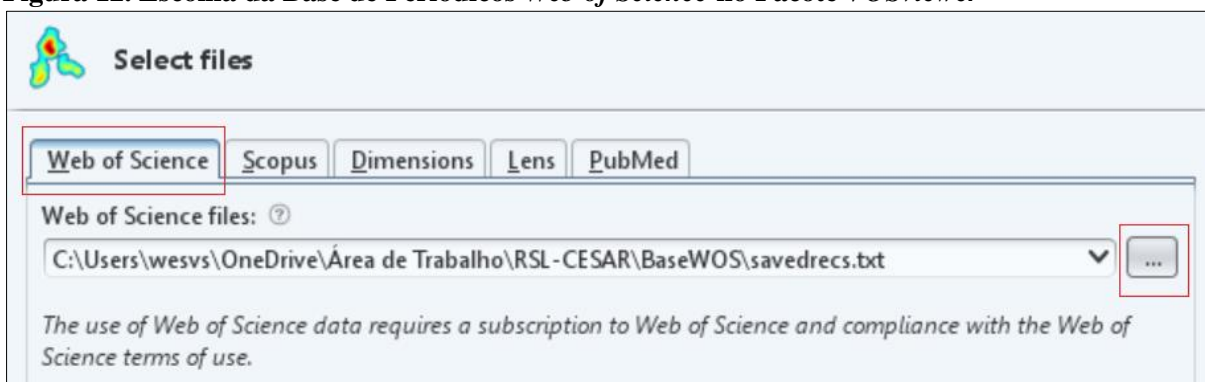 Figura 12: Escolha da Base de Periódicos Web of Science no Pacote VOSviewer
Select files
Web of Science Scopus Dimensions Lens PubMed
Web of Science files: ?
C:\Users\wesvs\OneDrive\Área de Trabalho\RSL-CESAR\BaseWOS\savedrecs.txt ...
The use of Web of Science data requires a subscription to Web of Science and compliance with the Web of
Science terms of use.